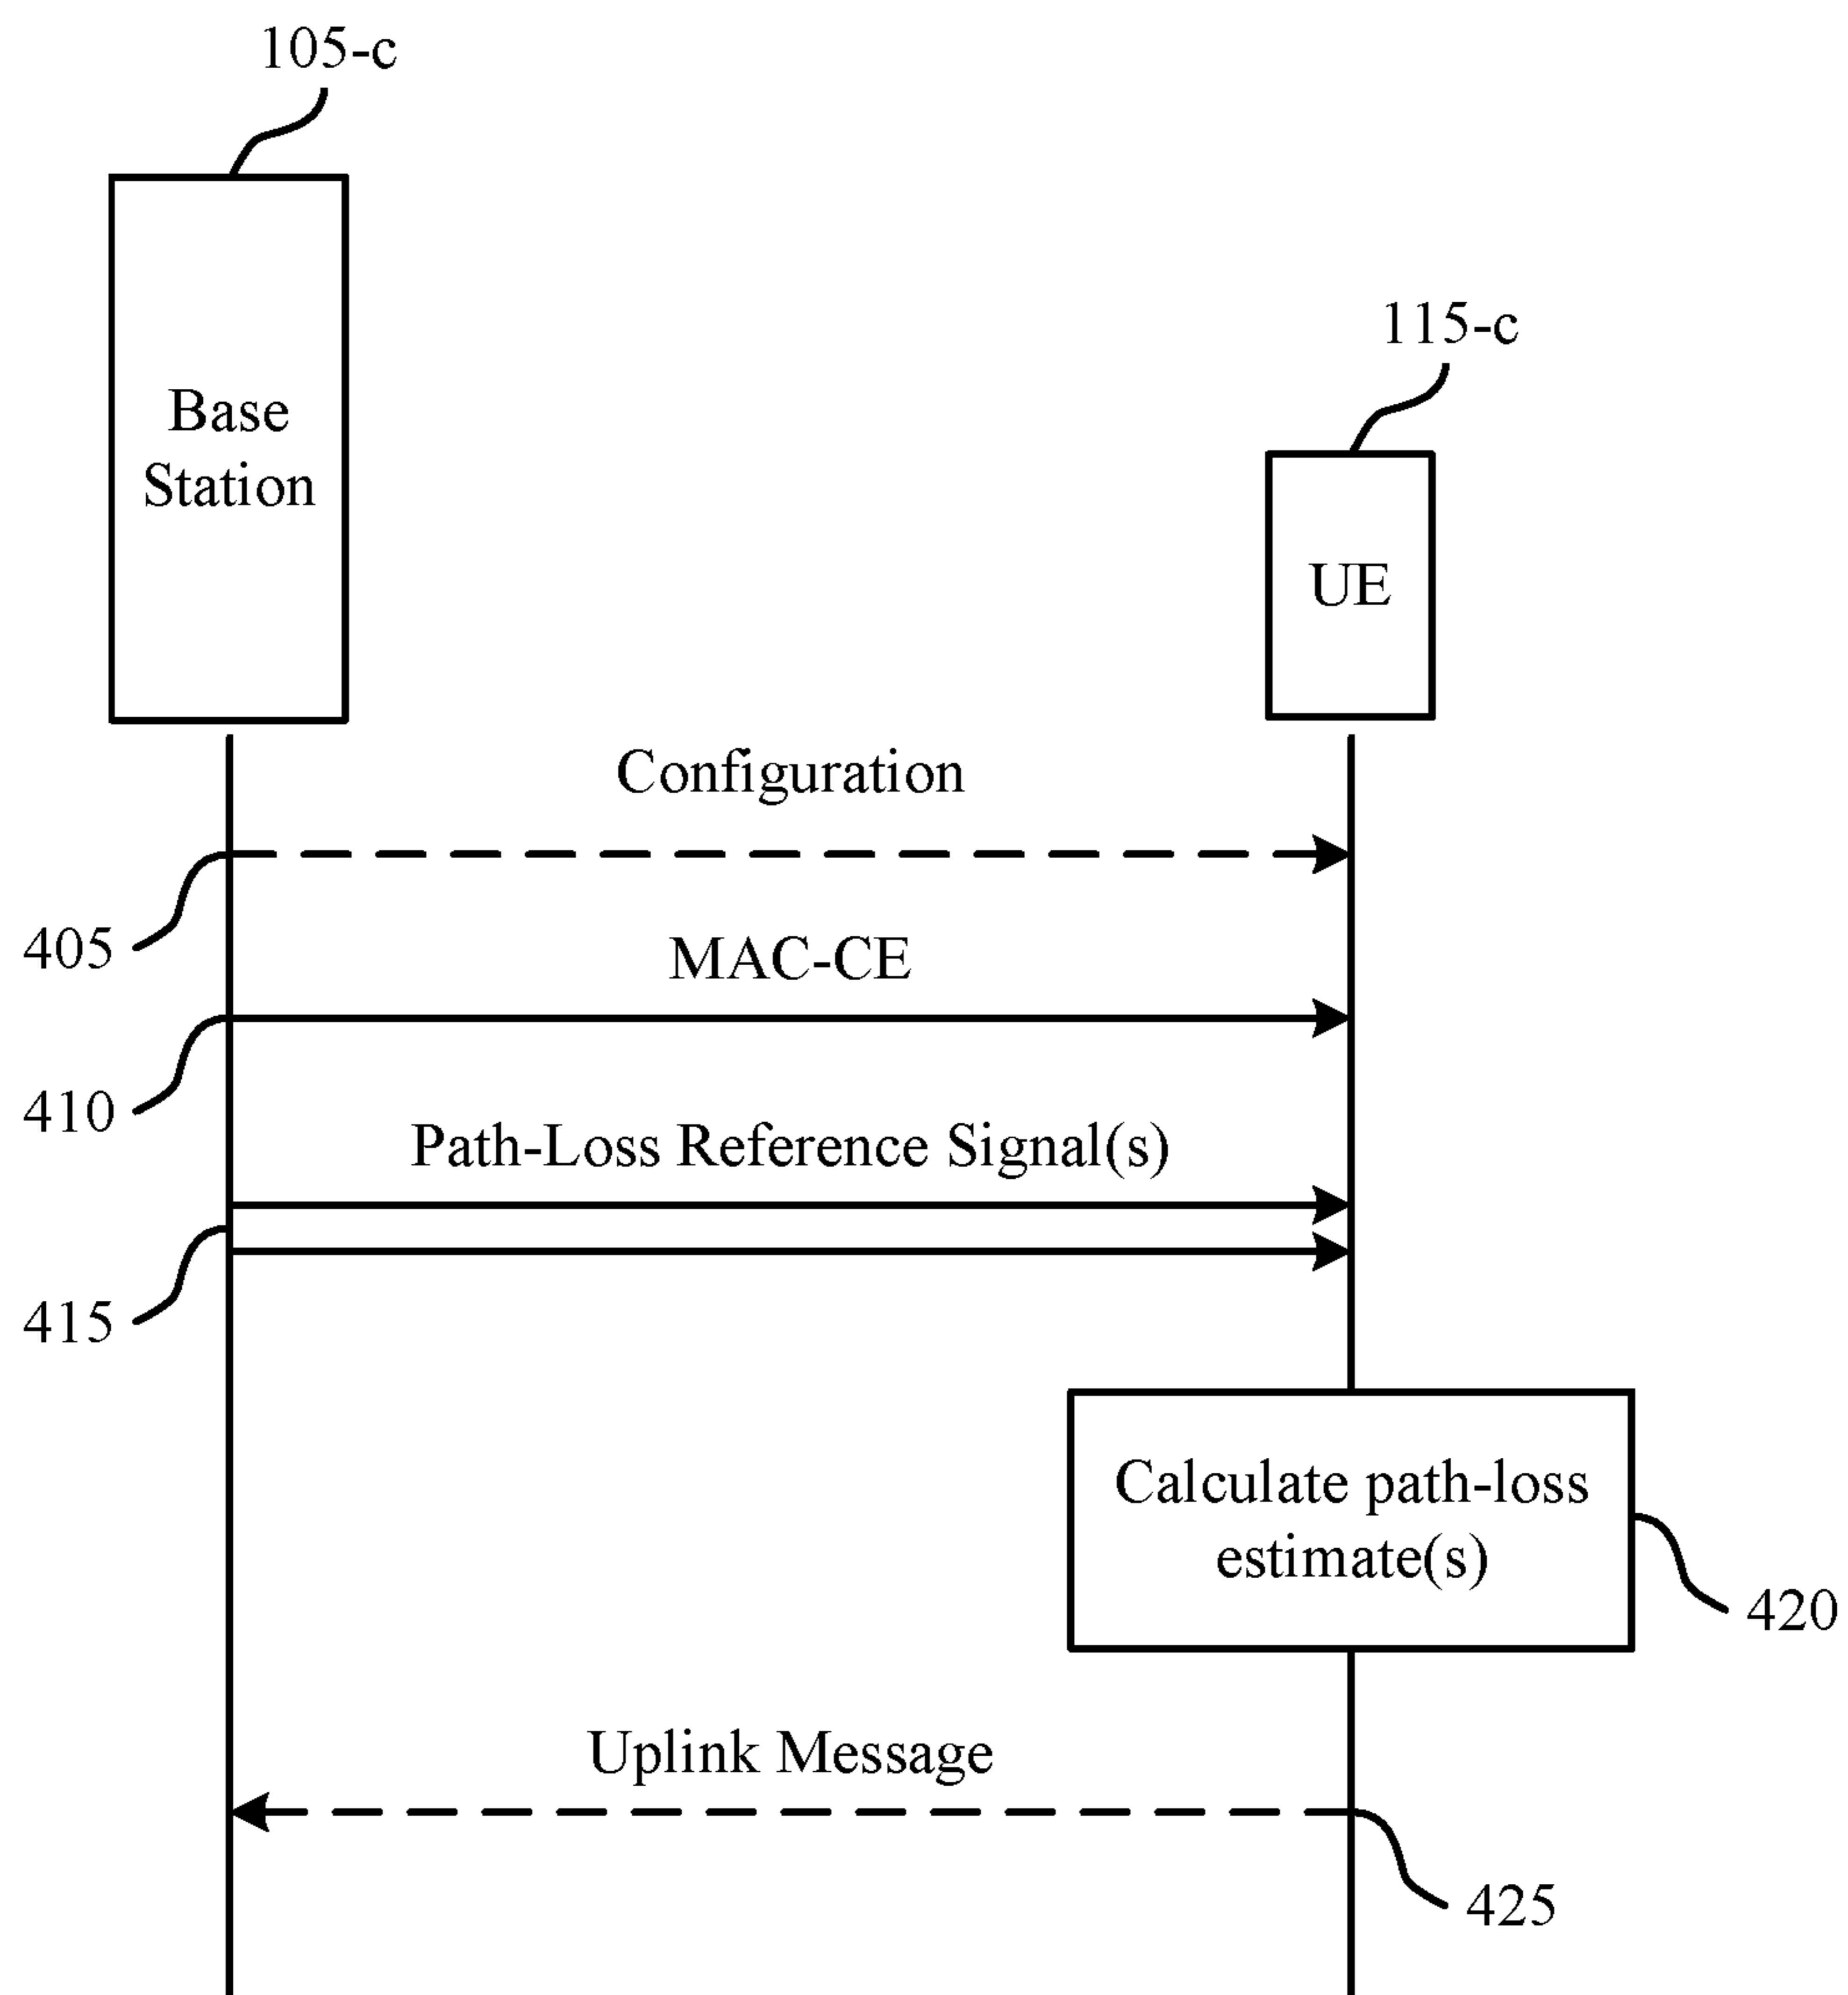 105-c
Base
Station
115-c
UE
Configuration
405
MAC-CE
410
Path-Loss Reference Signal(s)
415
Calculate path-loss
estimate(s)
420
Uplink Message
425